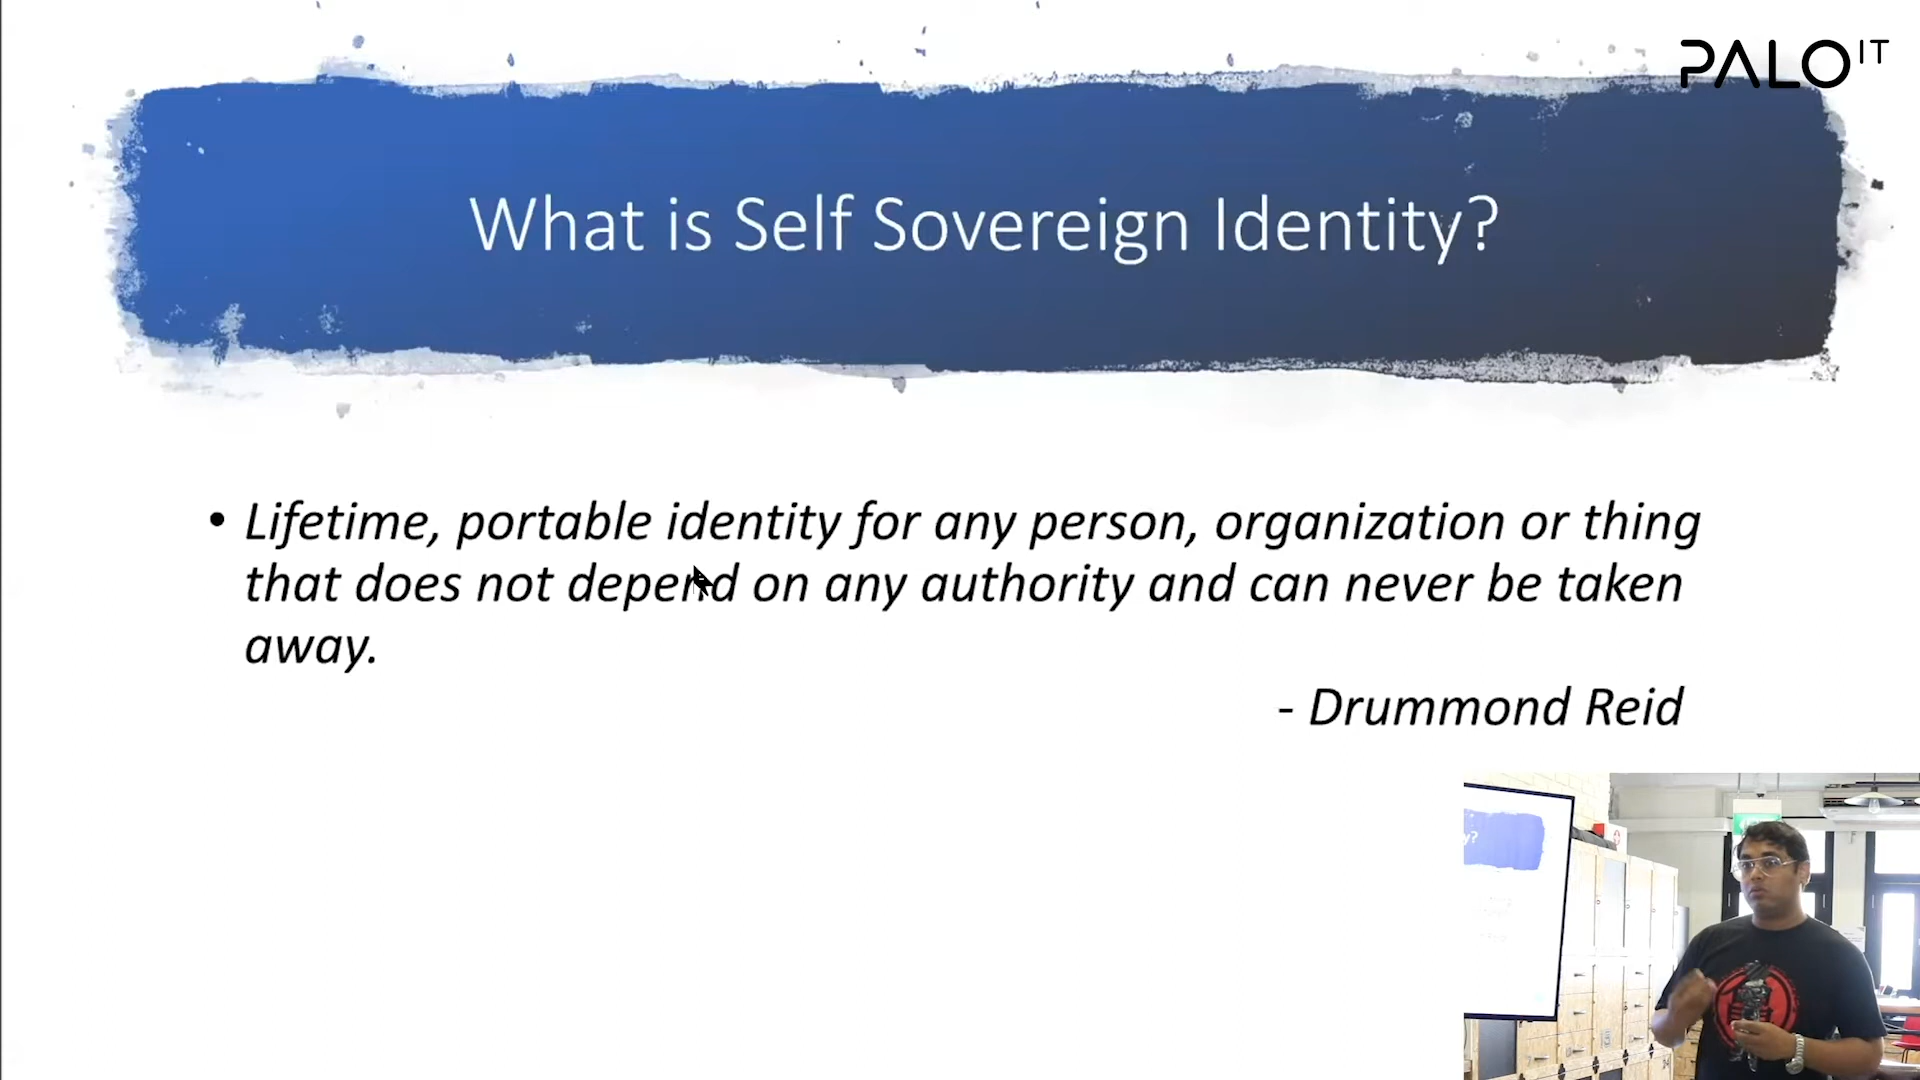 PALO IT
What is Self Sovereign Identity?
• Lifetime, portable identity for any person, organization or thing
that does not depend on any authority and can never be taken
away.
- Drummond Reid
y?